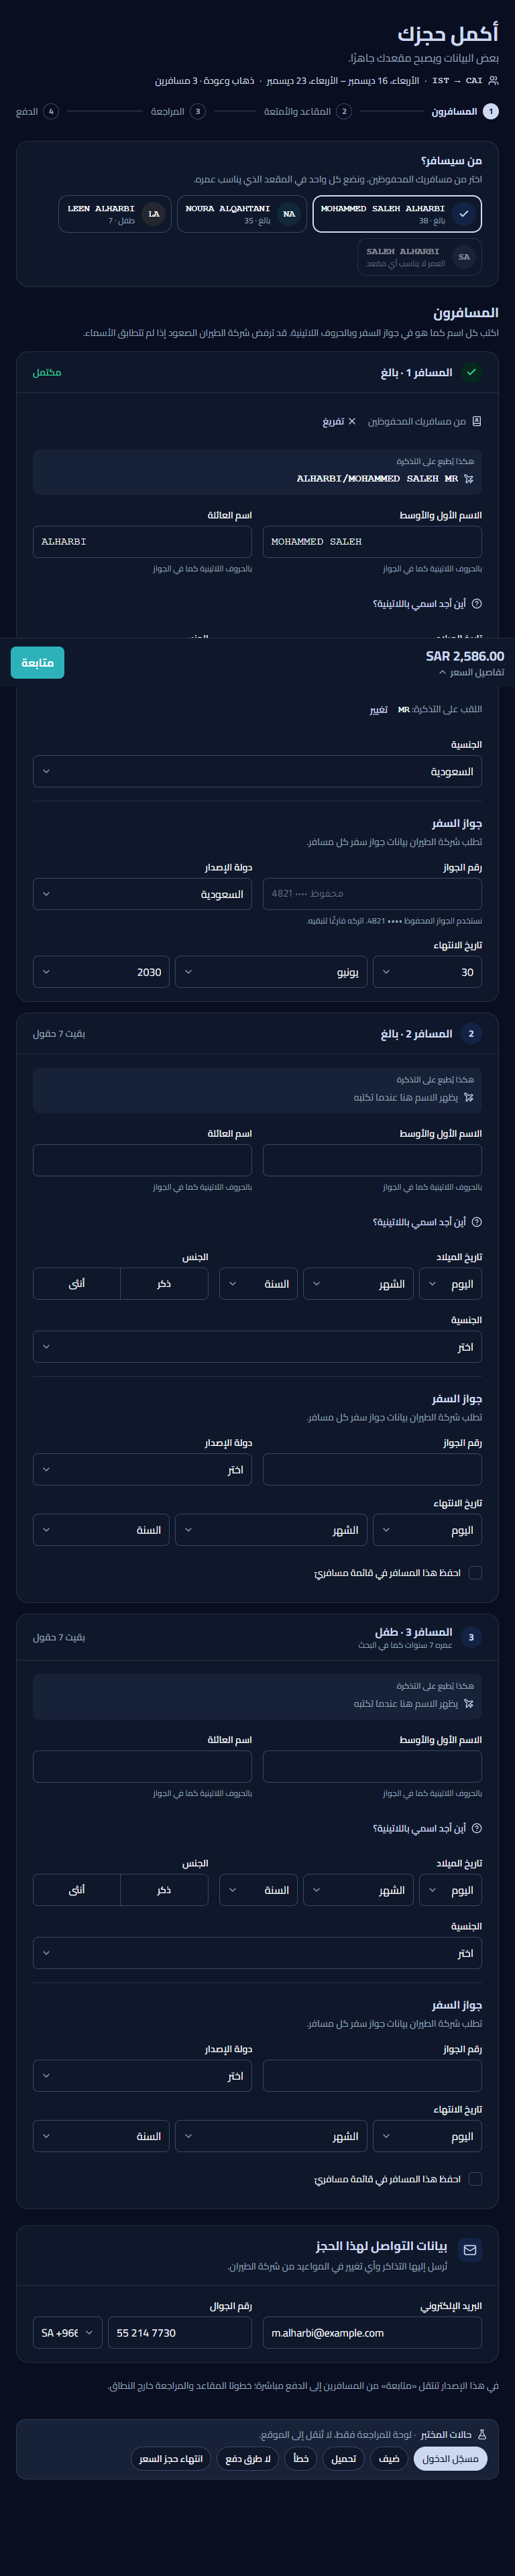 أكمل حجزك
بعض البيانات ويصبح مقعدك جاهزًا.
IST → CAI · الأربعاء، 16 ديسمبر – الأربعاء، 23 ديسمبر · ذهاب وعودة · 3 مسافرين
1 المسافرون 2 المقاعد والأمتعة 3 المراجعة 4 الدفع
من سيسافر؟
اختر من مسافريك المحفوظين، ونضع كل واحد في المقعد الذي يناسب عمره.
MOHAMMED SALEH ALHARBI
بالغ · 38
NA NOURA ALQAHTANI
بالغ · 35
LA LEEN ALHARBI
طفل · 7
SA SALEH ALHARBI
العمر لا يناسب أي مقعد
المسافرون
اكتب كل اسم كما هو في جواز السفر وبالحروف اللاتينية. قد ترفض شركة الطيران الصعود إذا لم تتطابق الأسماء.
المسافر 1 · بالغ
مكتمل
من مسافريك المحفوظين تفريغ
هكذا يُطبع على التذكرة
ALHARBI/MOHAMMED SALEH MR
الاسم الأول والأوسط اسم العائلة
MOHAMMED SALEH ALHARBI
بالحروف اللاتينية كما في الجواز بالحروف اللاتينية كما في الجواز
أين أجد اسمي باللاتينية؟
SAR 2,586.00
تفاصيل السعر
متابعة
اللقب على التذكرة: MR تغيير
الجنسية
السعودية
جواز السفر
تطلب شركة الطيران بيانات جواز سفر كل مسافر.
رقم الجواز دولة الإصدار
محفوظ •••• 4821 السعودية
نستخدم الجواز المحفوظ •••• 4821. اتركه فارغًا لتبقيه.
تاريخ الانتهاء
30 يونيو 2030
2 المسافر 2 · بالغ
بقيت 7 حقول
هكذا يُطبع على التذكرة
يظهر الاسم هنا عندما تكتبه
الاسم الأول والأوسط اسم العائلة
بالحروف اللاتينية كما في الجواز بالحروف اللاتينية كما في الجواز
أين أجد اسمي باللاتينية؟
تاريخ الميلاد الجنس
اليوم الشهر السنة ذكر أنثى
الجنسية
اختر
جواز السفر
تطلب شركة الطيران بيانات جواز سفر كل مسافر.
رقم الجواز دولة الإصدار
اختر
تاريخ الانتهاء
اليوم الشهر السنة
احفظ هذا المسافر في قائمة مسافريّ
3 المسافر 3 · طفل
عمره 7 سنوات كما في البحث
بقيت 7 حقول
هكذا يُطبع على التذكرة
يظهر الاسم هنا عندما تكتبه
الاسم الأول والأوسط اسم العائلة
بالحروف اللاتينية كما في الجواز بالحروف اللاتينية كما في الجواز
أين أجد اسمي باللاتينية؟
تاريخ الميلاد الجنس
اليوم الشهر السنة ذكر أنثى
الجنسية
اختر
جواز السفر
تطلب شركة الطيران بيانات جواز سفر كل مسافر.
رقم الجواز دولة الإصدار
اختر
تاريخ الانتهاء
اليوم الشهر السنة
احفظ هذا المسافر في قائمة مسافريّ
بيانات التواصل لهذا الحجز
تُرسل إليها التذاكر وأي تغيير في المواعيد من شركة الطيران.
البريد الإلكتروني رقم الجوال
m.alharbi@example.com 55 214 7730 SA +966
في هذا الإصدار تنتقل «متابعة» من المسافرين إلى الدفع مباشرة؛ خطوتا المقاعد والمراجعة خارج النطاق.
حالات المختبر · لوحة للمراجعة فقط، لا تُنقل إلى الموقع.
مسجّل الدخول ضيف تحميل خطأ لا طرق دفع انتهاء حجز السعر